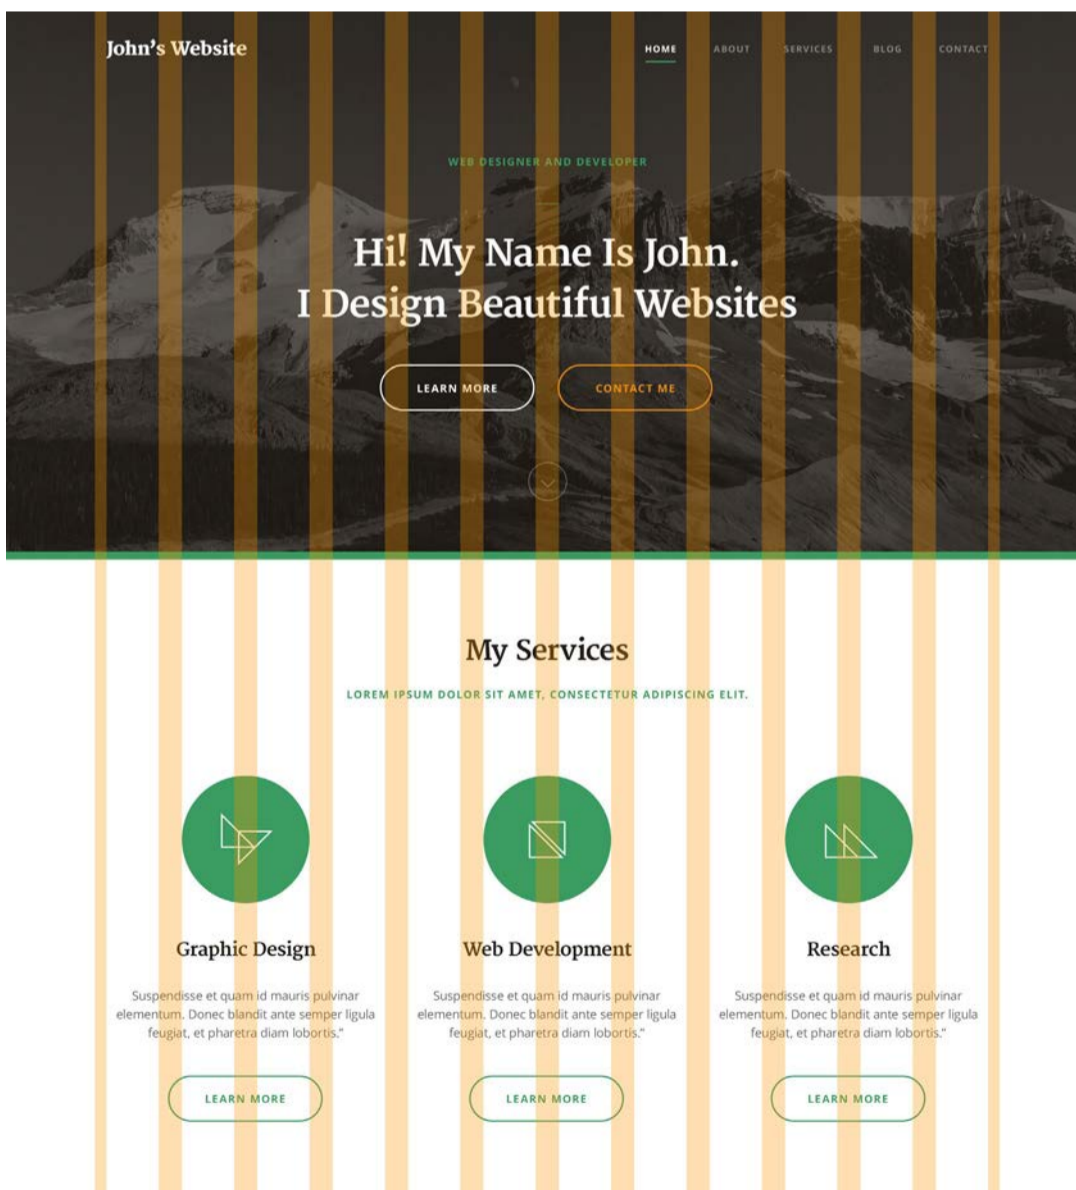 John's Website
HOME ABOUT SERVICES BLOG CONTACT
WEB DESIGNER AND DEVELOPER
Hi! My Name Is John.
I Design Beautiful Websites
LEARN MORE
CONTACT ME
My Services
LOREM IPSUM DOLOR SIT AMET, CONSECTETUR ADIPISCING ELIT.
Graphic Design
Suspendisse et quam id mauris pulvinar
elementum. Donec blandit ante semper ligula
feugiat, et pharetra diam lobortis.”
LEARN MORE
Web Development
Suspendisse et quam id mauris pulvinar
elementum. Donec blandit ante semper ligula
feugiat, et pharetra diam lobortis.”
LEARN MORE
Research
Suspendisse et quam id mauris pulvinar
elementum. Donec blandit ante semper ligula
feugiat, et pharetra diam lobortis.”
LEARN MORE